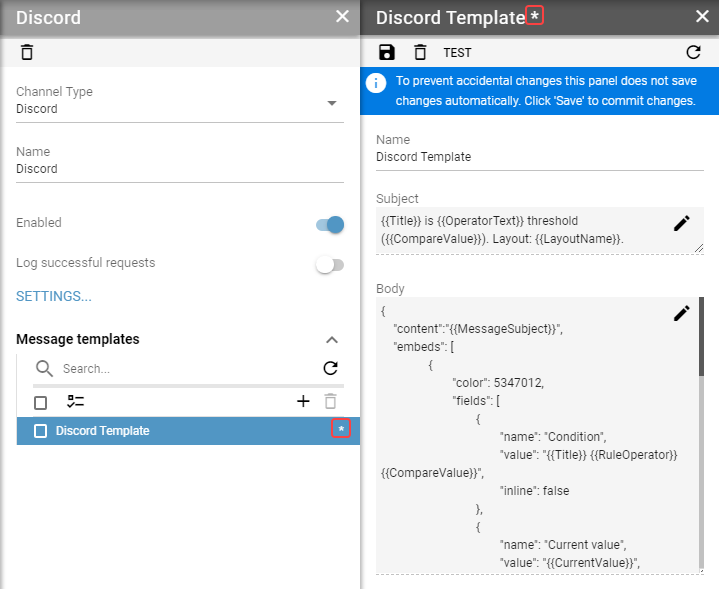 Discord
Channel Type
Discord
Name
Discord
Enabled
Log successful requests
SETTINGS...
Message templates
Search...
Discord Template *
Discord Template *
TEST
To prevent accidental changes this panel does not save
changes automatically. Click 'Save' to commit changes.
Name
Discord Template
Subject
{{Title}} is {{OperatorText}} threshold
({{CompareValue}}). Layout: {{LayoutName}}.
Body
{
"content":"{{MessageSubject}}",
"embeds": [
{
"color": 5347012,
"fields": [
{
"name": "Condition",
"value": "{{Title}} {{RuleOperator}}
{{CompareValue}}",
"inline": false
},
{
"name": "Current value",
"value": "{{CurrentValue}}",